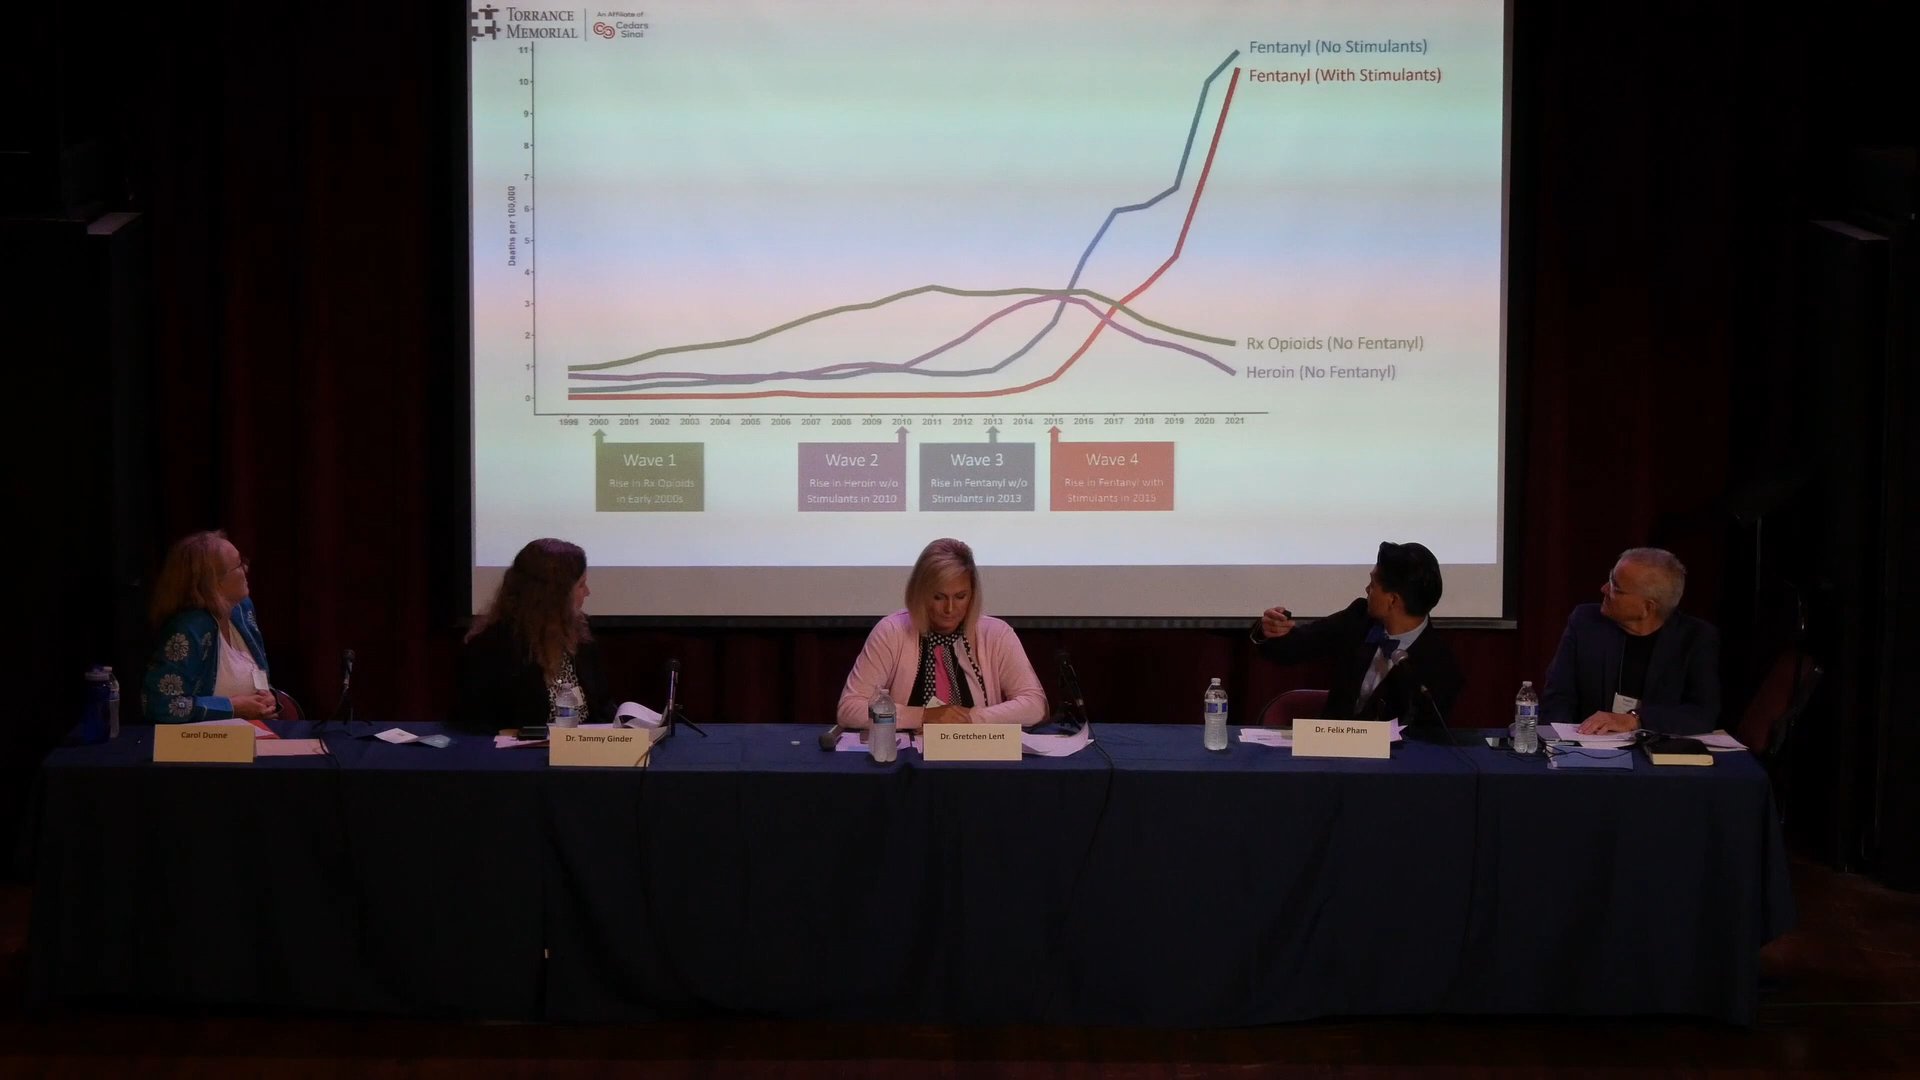 TORRANCE
MEMORIAL
An Affiliate of
Cedars
Sinai
Fentanyl (No Stimulants)
Fentanyl (With Stimulants)
Rx Opioids (No Fentanyl)
Heroin (No Fentanyl)
Deaths per 100,000
11
10
9
8
7
6
5
4
3
2
1
0
1999 2000 2001 2002 2003 2004 2005 2006 2007 2008 2009 2010 2011 2012 2013 2014 2015 2016 2017 2018 2019 2020 2021
Wave 1
Rise in Rx Opioids
in Early 2000s
Wave 2
Rise in Heroin w/o
Stimulants in 2010
Wave 3
Rise in Fentanyl w/o
Stimulants in 2013
Wave 4
Rise in Fentanyl with
Stimulants in 2015
Carol Dunne
Dr. Tammy Ginder
Dr. Gretchen Lent
Dr. Felix Pham